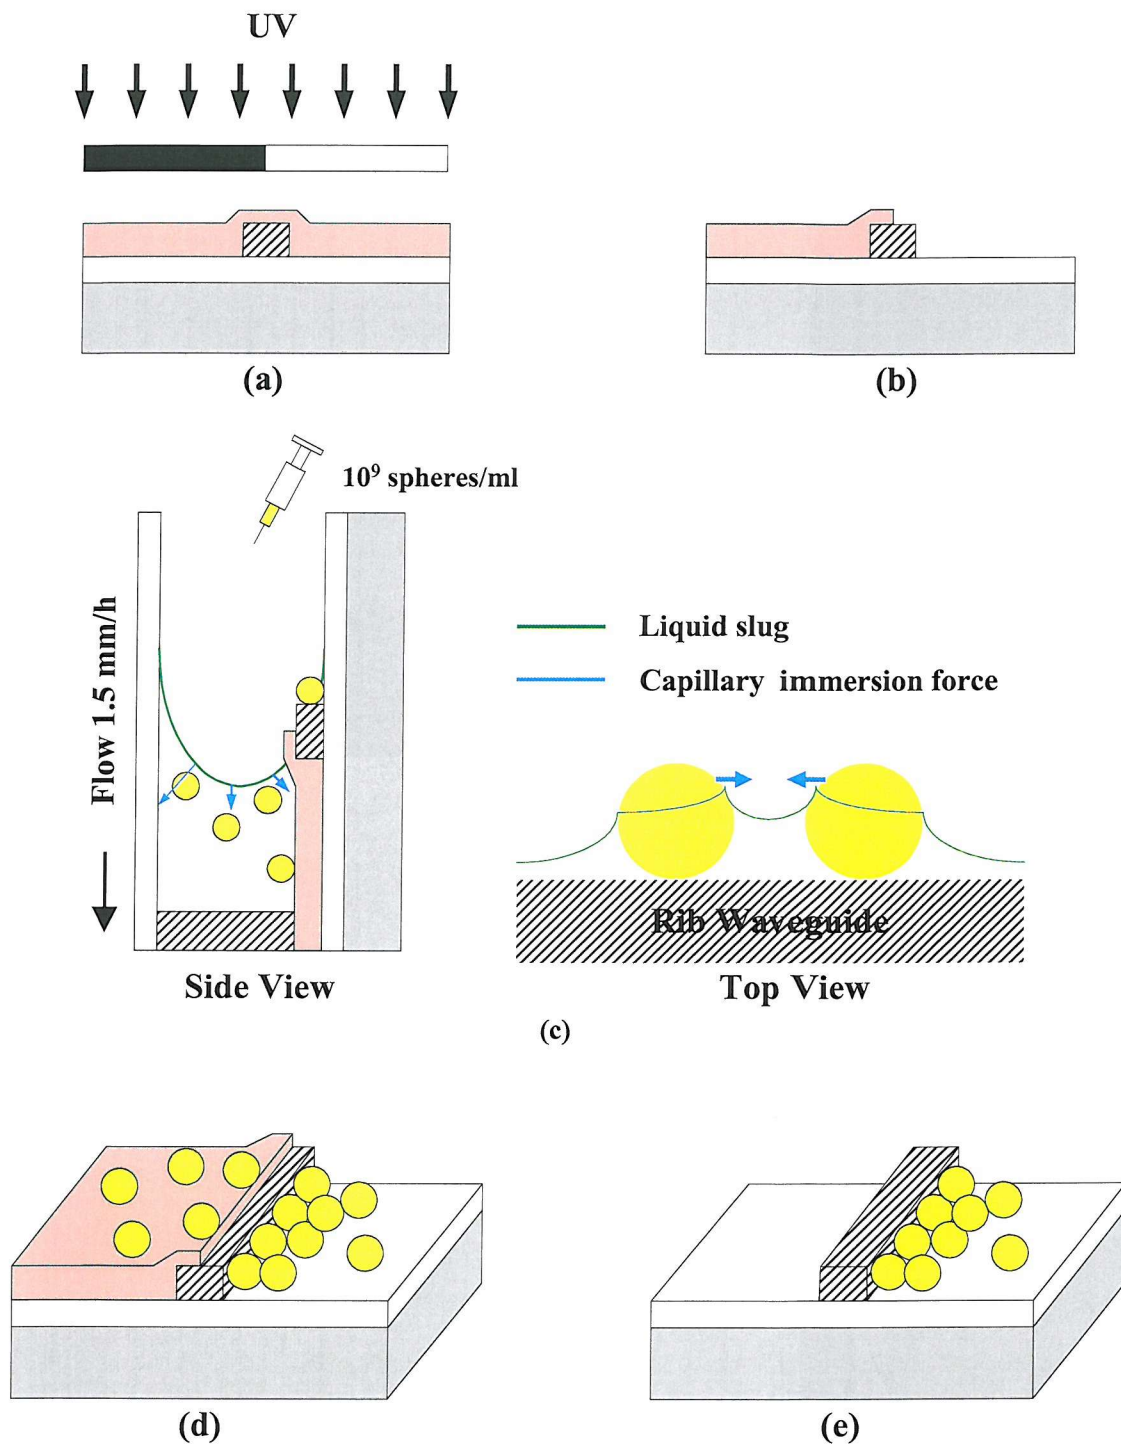 UV
(a)
(b)
10⁹ spheres/ml
Flow 1.5 mm/h
Liquid slug
Capillary immersion force
Rib Waveguide
Side View
Top View
(c)
(d)
(e)